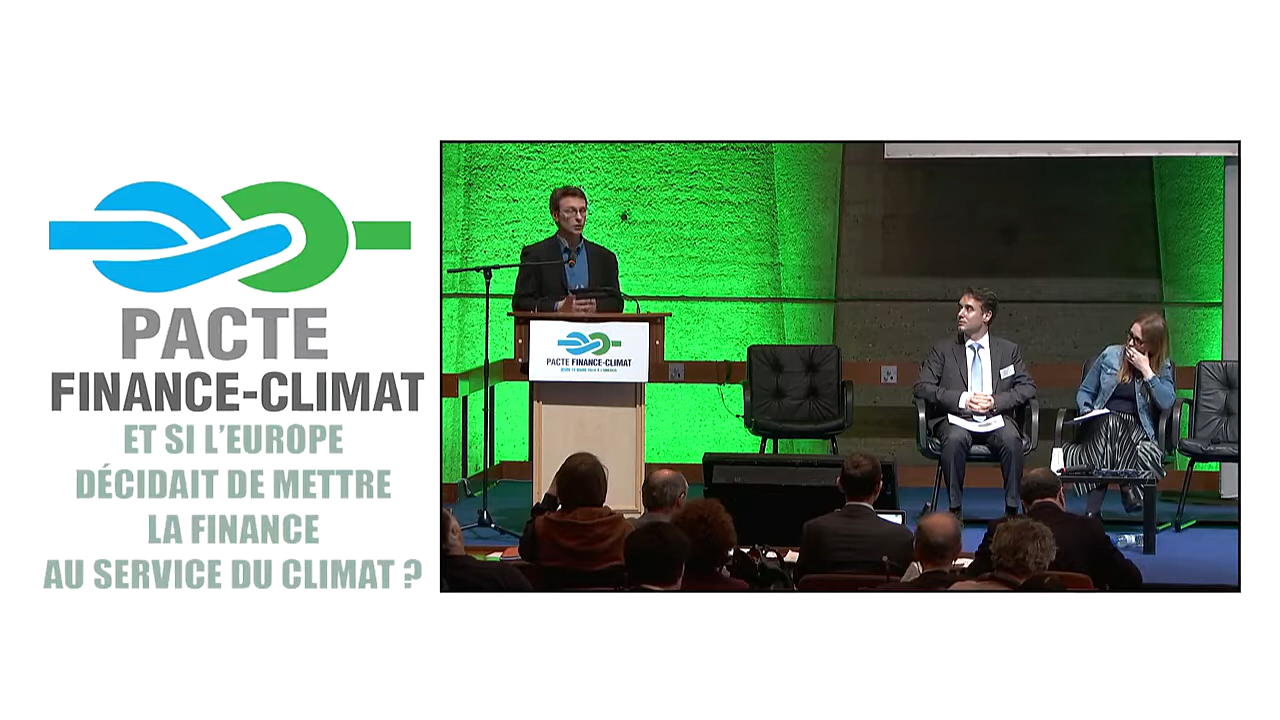 PACTE
FINANCE-CLIMAT
ET SI L'EUROPE
DÉCIDAIT DE METTRE
LA FINANCE
AU SERVICE DU CLIMAT ?
PACTE FINANCE-CLIMAT